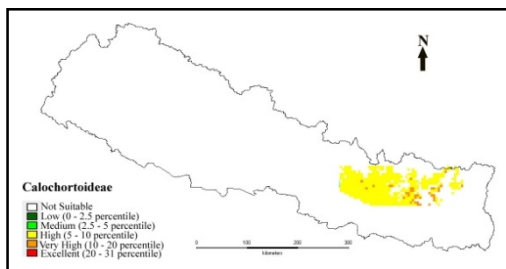 N
Calochortoideae
Not Suitable
Low (0 - 2.5 percentile)
Medium (2.5 - 5 percentile)
High (5 - 10 percentile)
Very High (10 - 20 percentile)
Excellent (20 - 31 percentile)
0 100 200 300
kilometers